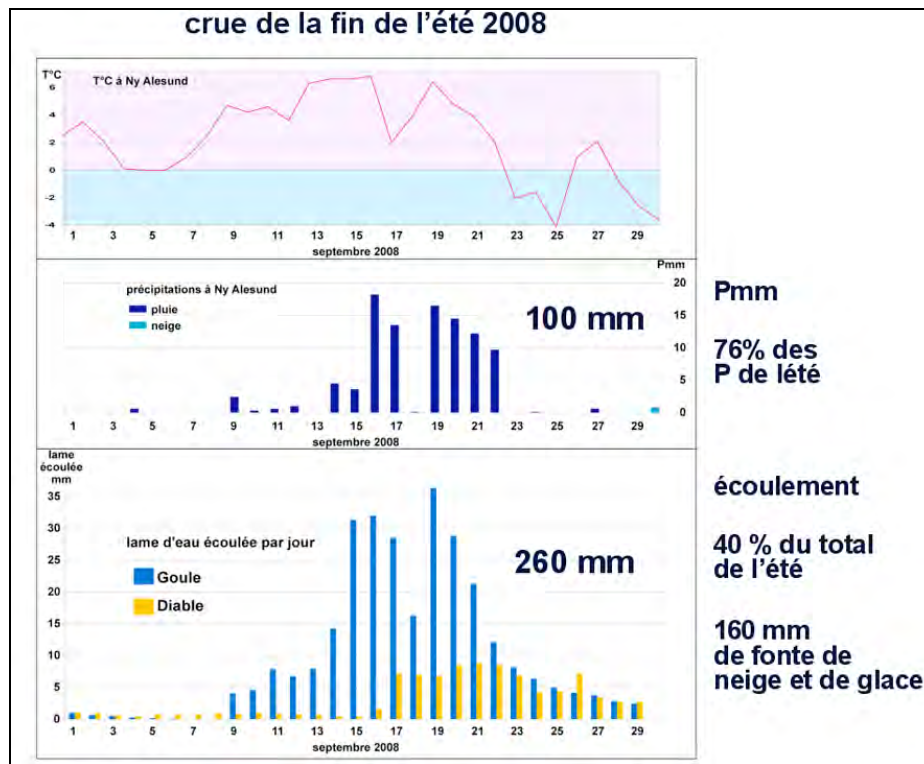 crue de la fin de l'été 2008
T°C
T°C à Ny Alesund
6
4
2
0
-2
-4
1 3 5 7 9 11 13 15 17 19 21 23 25 27 29
septembre 2008
Pmm
précipitations à Ny Alesund
pluie
neige
100 mm
20
15
10
5
0
1 3 5 7 9 11 13 15 17 19 21 23 25 27 29
septembre 2008
Pmm
76% des
P de lété
lame
écoulée
mm
35
30
25
20
15
10
5
0
lame d'eau écoulée par jour
Goule
Diable
260 mm
1 3 5 7 9 11 13 15 17 19 21 23 25 27 29
septembre 2008
écoulement
40 % du total
de l'été
160 mm
de fonte de
neige et de glace